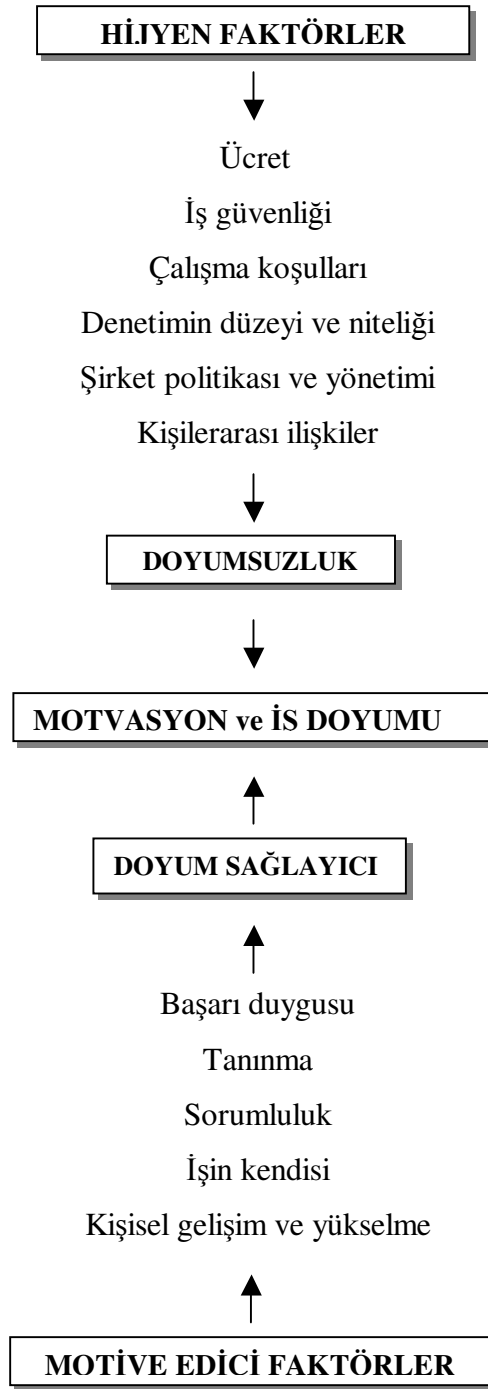 HİJYEN FAKTÖRLER
Ücret
İş güvenliği
Çalışma koşulları
Denetimin düzeyi ve niteliği
Şirket politikası ve yönetimi
Kişilerarası ilişkiler
DOYUMSUZLUK
MOTVASYON ve İS DOYUMU
DOYUM SAĞLAYICI
Başarı duygusu
Tanınma
Sorumluluk
İşin kendisi
Kişisel gelişim ve yükselme
MOTİVE EDİCİ FAKTÖRLER